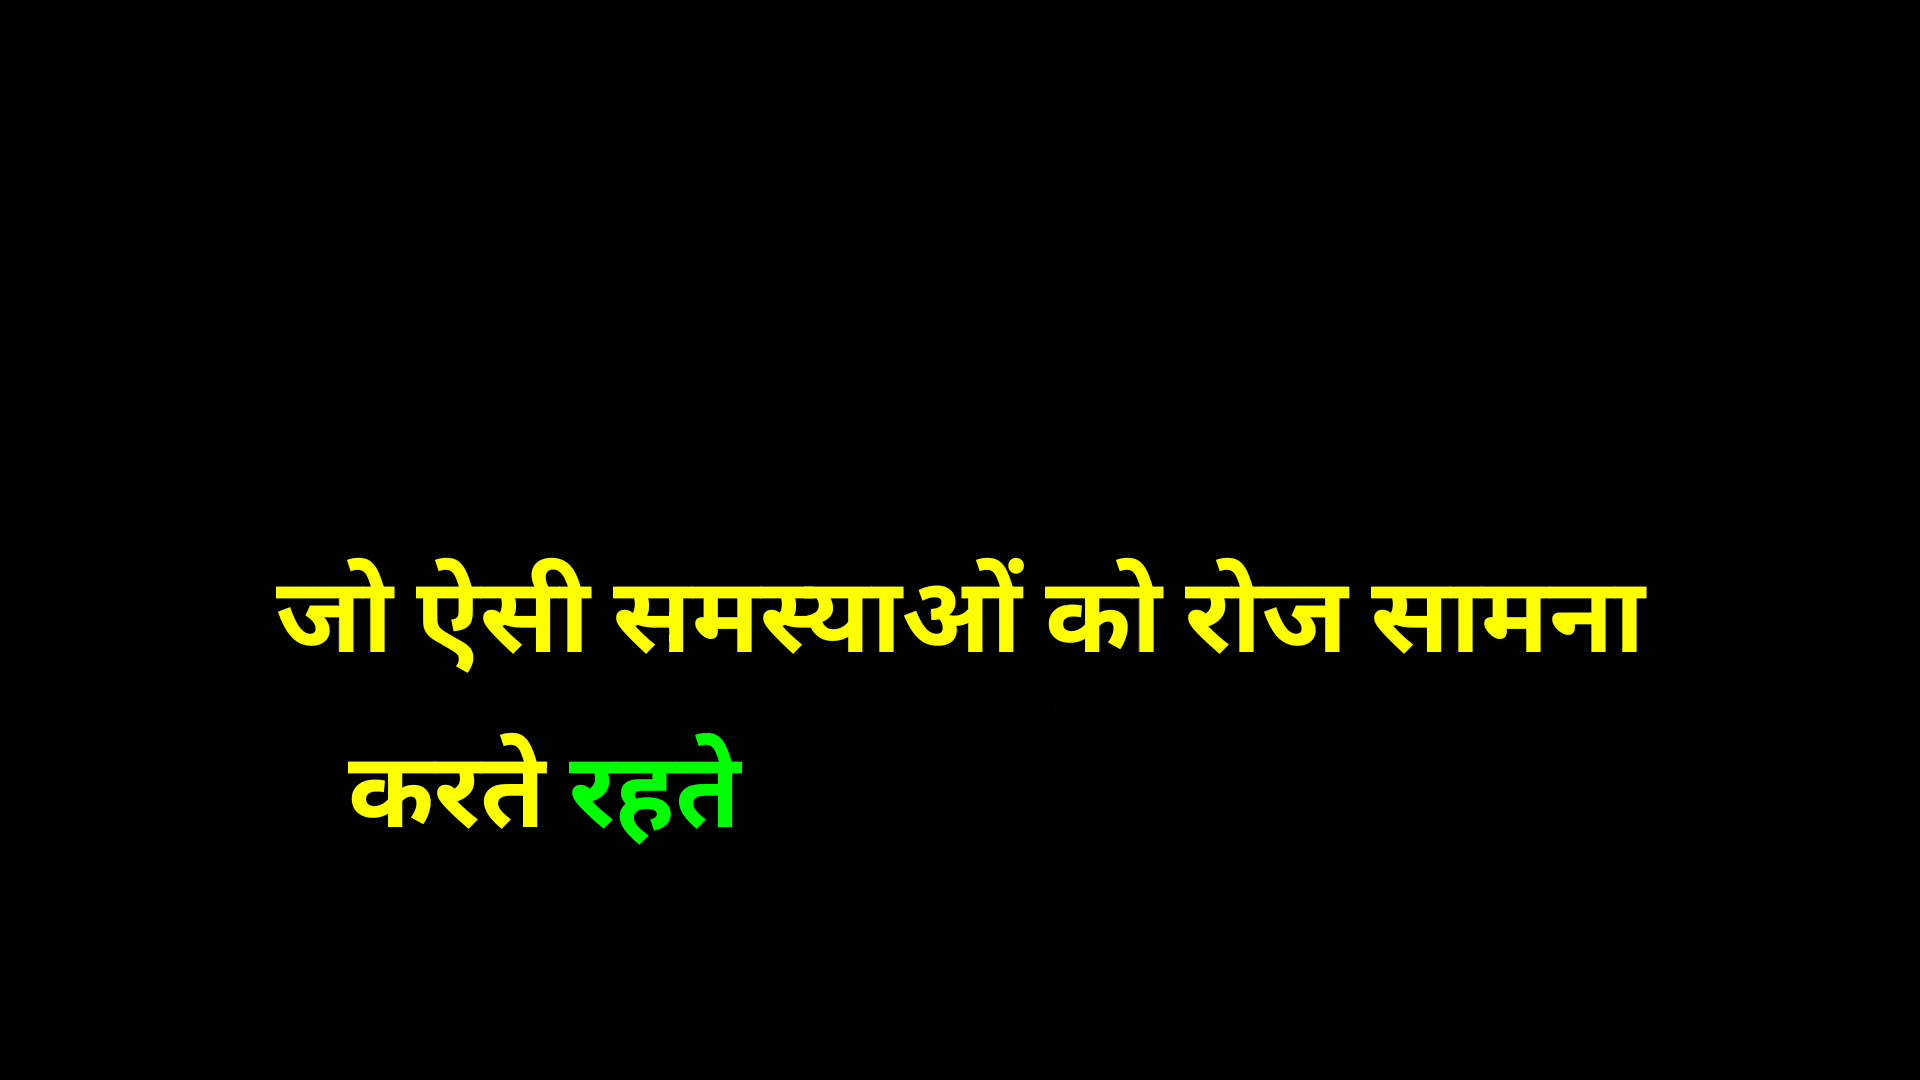 जो ऐसी समस्याओं को रोज सामना
करते रहते